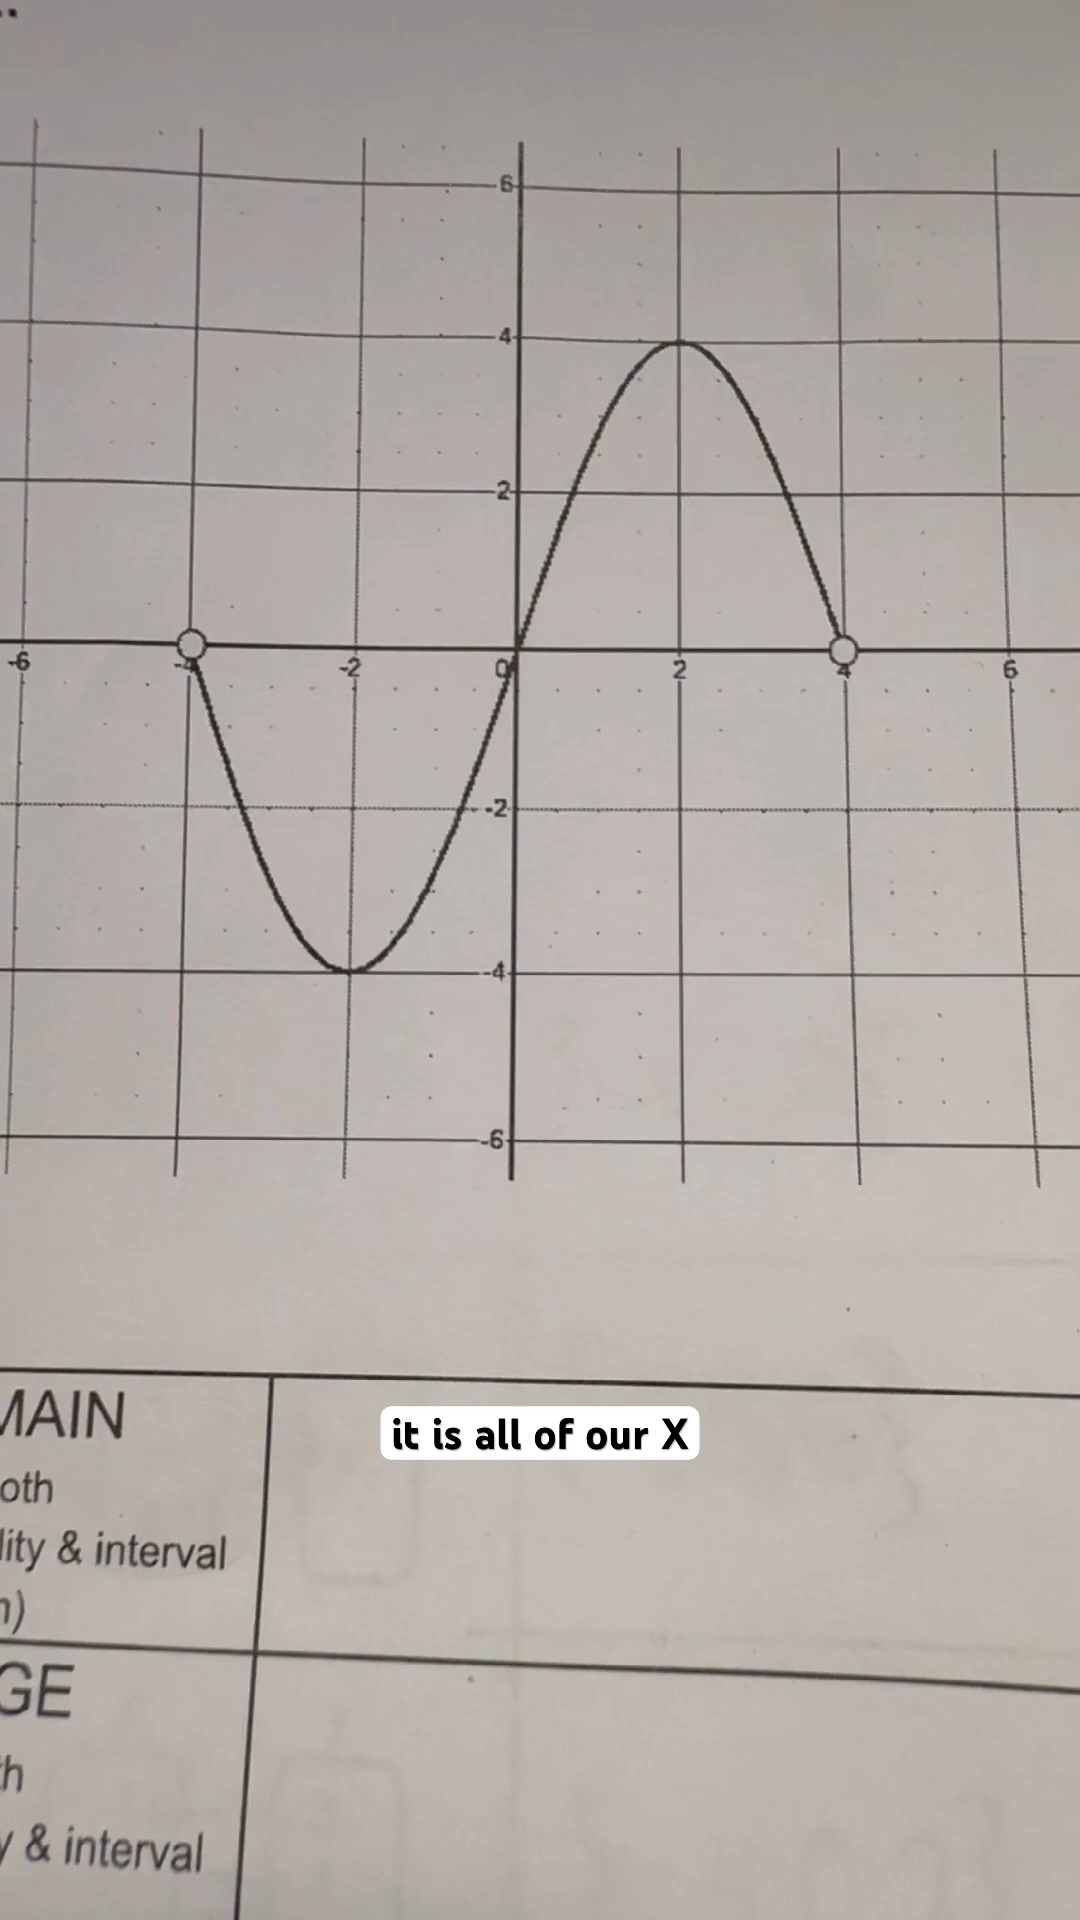 6
4
2
-6 -4 -2 0 2 4 6
-2
-4
-6
MAIN
it is all of our X
oth
lity & interval
n)
GE
th
y & interval